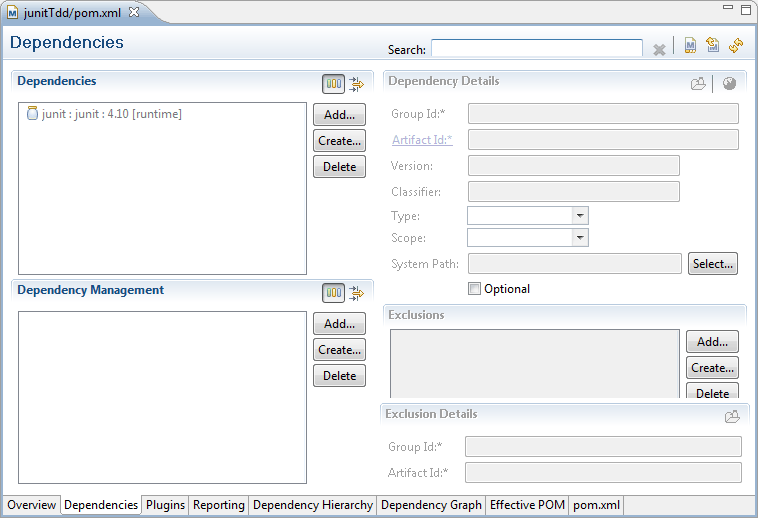 junitTdd/pom.xml
Dependencies
Search:
Dependencies
junit : junit : 4.10 [runtime]
Add...
Create...
Delete
Dependency Management
Add...
Create...
Delete
Dependency Details
Group Id:*
Artifact Id:*
Version:
Classifier:
Type:
Scope:
System Path:
Select...
Optional
Exclusions
Add...
Create...
Delete
Exclusion Details
Group Id:*
Artifact Id:*
Overview Dependencies Plugins Reporting Dependency Hierarchy Dependency Graph Effective POM pom.xml